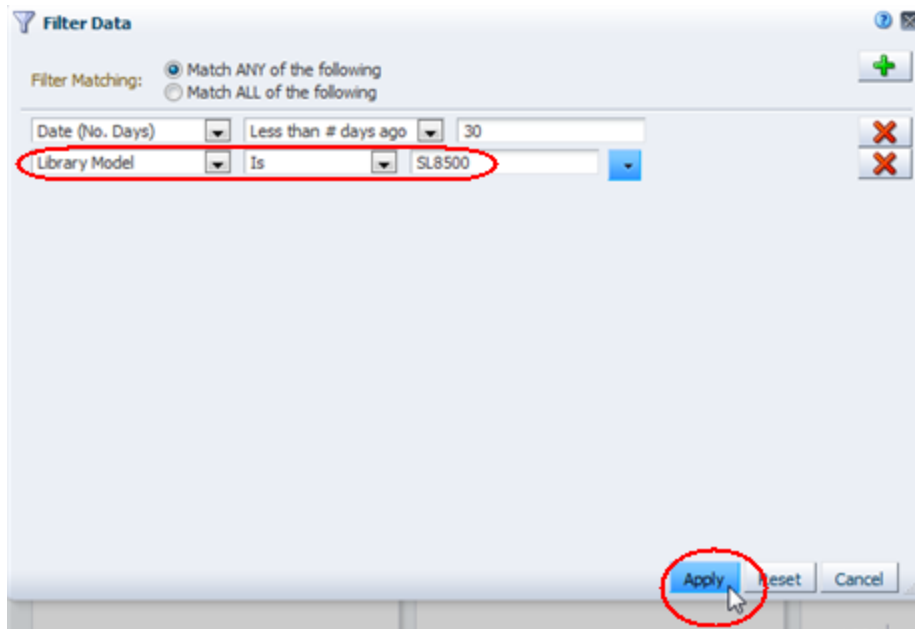 Filter Data
Filter Matching:
Match ANY of the following
Match ALL of the following
Date (No. Days) Less than # days ago 30
Library Model Is SL8500
Apply Reset Cancel